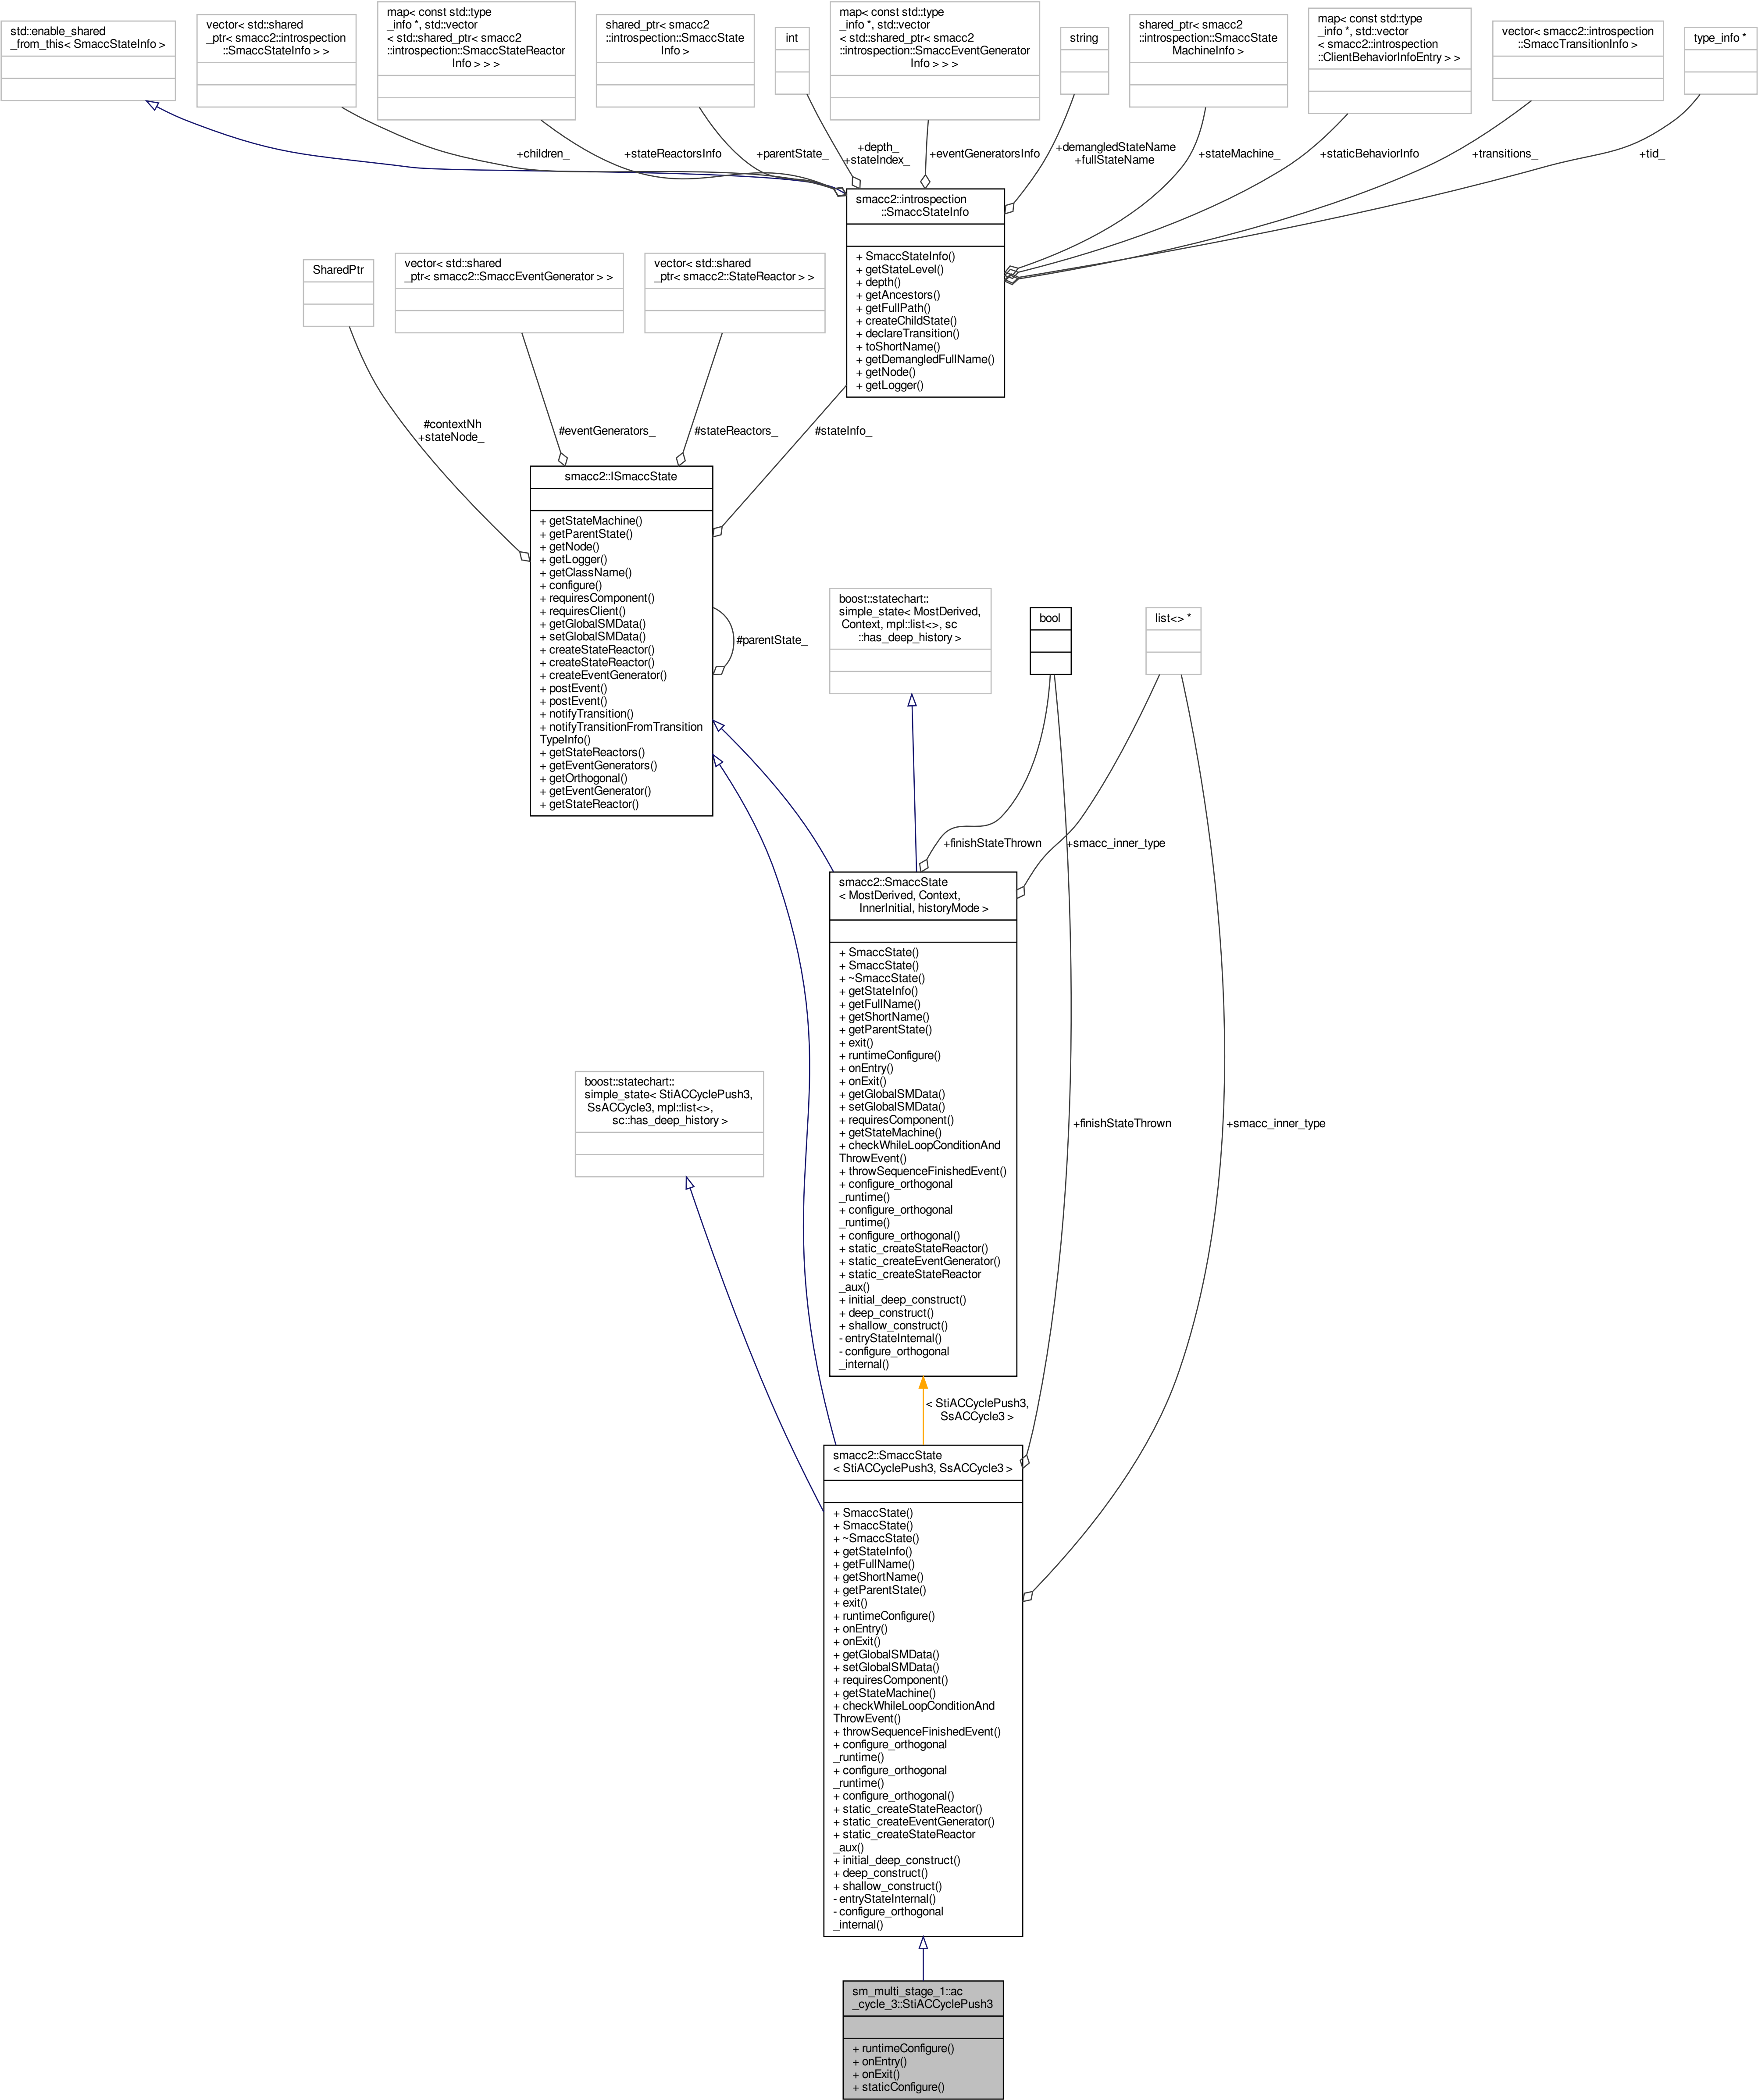 std::enable_shared
_from_this< SmaccStateInfo >
vector< std::shared
_ptr< smacc2::introspection
::SmaccStateInfo > >
map< const std::type
_info *, std::vector
< std::shared_ptr< smacc2
::introspection::SmaccStateReactor
Info > > >
shared_ptr< smacc2
::introspection::SmaccState
Info >
int
map< const std::type
_info *, std::vector
< std::shared_ptr< smacc2
::introspection::SmaccEventGenerator
Info > > >
string
shared_ptr< smacc2
::introspection::SmaccState
MachineInfo >
map< const std::type
_info *, std::vector
< smacc2::introspection
::ClientBehaviorInfoEntry > >
vector< smacc2::introspection
::SmaccTransitionInfo >
type_info *
+children_
+stateReactorsInfo
+parentState_
+depth_
+stateIndex_
+eventGeneratorsInfo
+demangledStateName
+fullStateName
+stateMachine_
+staticBehaviorInfo
+transitions_
+tid_
smacc2::introspection
::SmaccStateInfo
+ SmaccStateInfo()
+ getStateLevel()
+ depth()
+ getAncestors()
+ getFullPath()
+ createChildState()
+ declareTransition()
+ toShortName()
+ getDemangledFullName()
+ getNode()
+ getLogger()
SharedPtr
vector< std::shared
_ptr< smacc2::SmaccEventGenerator > >
vector< std::shared
_ptr< smacc2::StateReactor > >
#contextNh
+stateNode_
#eventGenerators_
#stateReactors_
#stateInfo_
smacc2::ISmaccState
+ getStateMachine()
+ getParentState()
+ getNode()
+ getLogger()
+ getClassName()
+ configure()
+ requiresComponent()
+ requiresClient()
+ getGlobalSMData()
+ setGlobalSMData()
+ createStateReactor()
+ createStateReactor()
+ createEventGenerator()
+ postEvent()
+ postEvent()
+ notifyTransition()
+ notifyTransitionFromTransition
TypeInfo()
+ getStateReactors()
+ getEventGenerators()
+ getOrthogonal()
+ getEventGenerator()
+ getStateReactor()
#parentState_
boost::statechart::
simple_state< MostDerived,
Context, mpl::list<>, sc
::has_deep_history >
bool
list<> *
+finishStateThrown
+smacc_inner_type
smacc2::SmaccState
< MostDerived, Context,
InnerInitial, historyMode >
+ SmaccState()
+ SmaccState()
+ ~SmaccState()
+ getStateInfo()
+ getFullName()
+ getShortName()
+ getParentState()
+ exit()
+ runtimeConfigure()
+ onEntry()
+ onExit()
+ getGlobalSMData()
+ setGlobalSMData()
+ requiresComponent()
+ getStateMachine()
+ checkWhileLoopConditionAnd
ThrowEvent()
+ throwSequenceFinishedEvent()
+ configure_orthogonal
_runtime()
+ configure_orthogonal
_runtime()
+ configure_orthogonal()
+ static_createStateReactor()
+ static_createEventGenerator()
+ static_createStateReactor
_aux()
+ initial_deep_construct()
+ deep_construct()
+ shallow_construct()
- entryStateInternal()
- configure_orthogonal
_internal()
boost::statechart::
simple_state< StiACCyclePush3,
SsACCycle3, mpl::list<>,
sc::has_deep_history >
+finishStateThrown
+smacc_inner_type
< StiACCyclePush3,
SsACCycle3 >
smacc2::SmaccState
< StiACCyclePush3, SsACCycle3 >
+ SmaccState()
+ SmaccState()
+ ~SmaccState()
+ getStateInfo()
+ getFullName()
+ getShortName()
+ getParentState()
+ exit()
+ runtimeConfigure()
+ onEntry()
+ onExit()
+ getGlobalSMData()
+ setGlobalSMData()
+ requiresComponent()
+ getStateMachine()
+ checkWhileLoopConditionAnd
ThrowEvent()
+ throwSequenceFinishedEvent()
+ configure_orthogonal
_runtime()
+ configure_orthogonal
_runtime()
+ configure_orthogonal()
+ static_createStateReactor()
+ static_createEventGenerator()
+ static_createStateReactor
_aux()
+ initial_deep_construct()
+ deep_construct()
+ shallow_construct()
- entryStateInternal()
- configure_orthogonal
_internal()
sm_multi_stage_1::ac
_cycle_3::StiACCyclePush3
+ runtimeConfigure()
+ onEntry()
+ onExit()
+ staticConfigure()